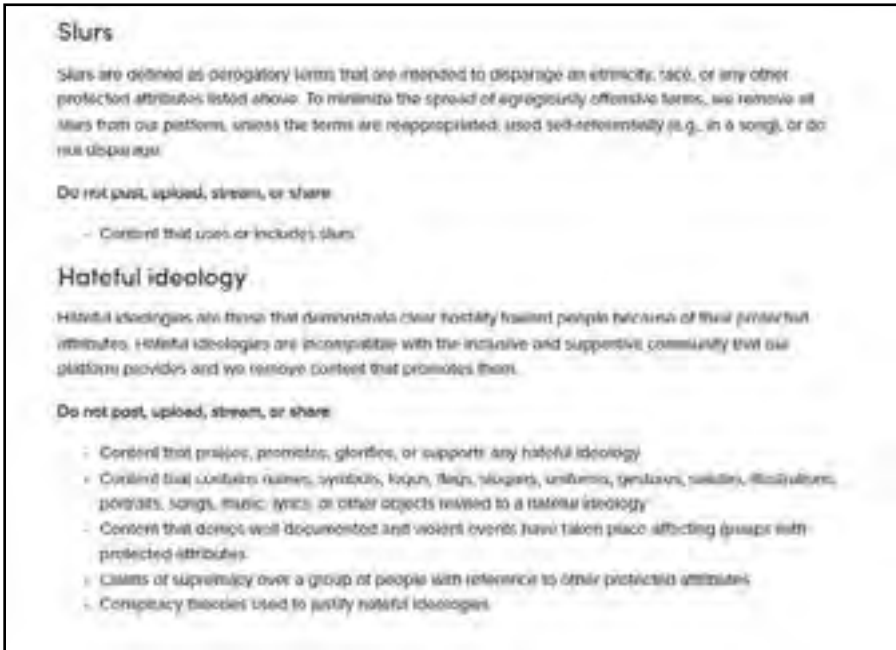 Slurs
Slurs are defined as derogatory terms that are intended to disparage an ethnicity, race, or any other
protected attributes listed above. To minimize the spread of egregiously offensive terms, we remove all
slurs from our platform, unless the terms are reappropriated, used self-referentially (e.g., in a song), or do
not disparage.
Do not post, upload, stream, or share
- Content that uses or includes slurs
Hateful ideology
Hateful ideologies are those that demonstrate clear hostility toward people because of their protected
attributes. Hateful ideologies are incompatible with the inclusive and supportive community that our
platform provides and we remove content that promotes them.
Do not post, upload, stream, or share
- Content that praises, promotes, glorifies, or supports any hateful ideology
- Content that contains names, symbols, logos, flags, slogans, uniforms, gestures, salutes, illustrations,
portraits, songs, music, lyrics, or other objects related to a hateful ideology
- Content that denies well documented and violent events have taken place affecting groups with
protected attributes
- Claims of supremacy over a group of people with reference to other protected attributes
- Conspiracy theories used to justify hateful ideologies